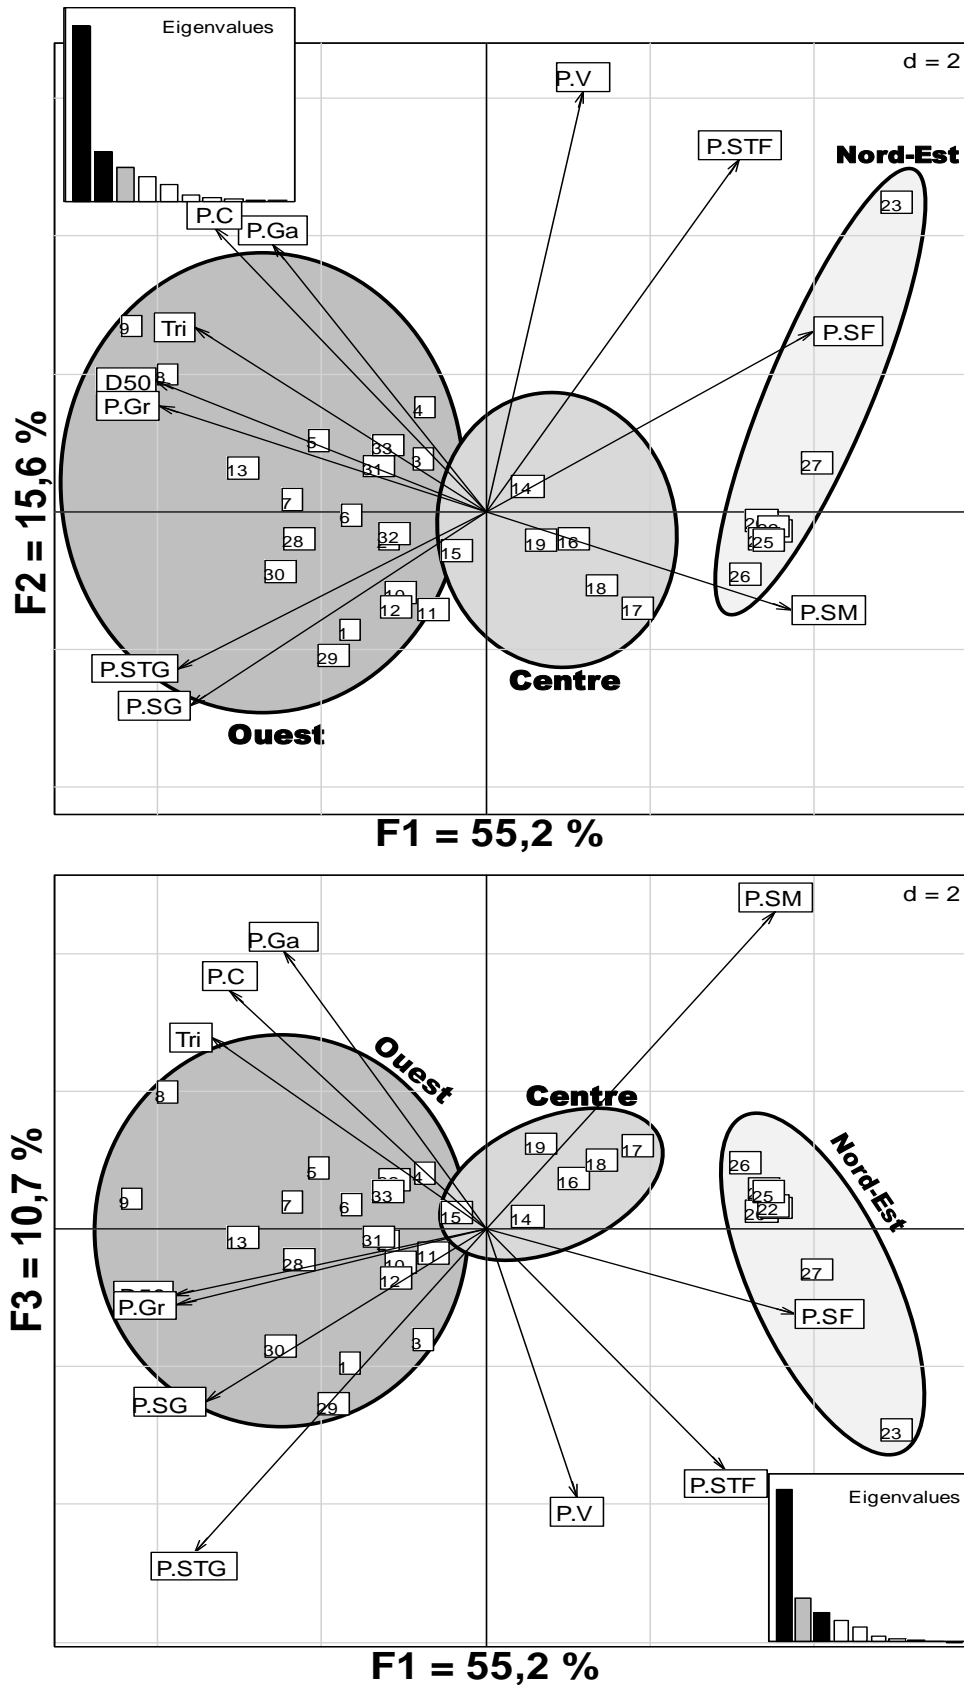 Eigenvalues
d = 2
P.V
P.STF
Nord-Est
23
P.C
P.Ga
9
Tri
P.SF
8
D50
P.Gr
4
5
33
3
13
31
27
14
7
6
28
32
19
16
15
25
30
26
10
18
12
11
17
P.SM
1
29
P.STG
P.SG
Centre
Ouest
F2 = 15,6 %
F1 = 55,2 %
d = 2
P.SM
P.Ga
P.C
Tri
Ouest
8
Centre
Nord-Est
19
17
18
26
5
4
16
9
7
6
33
25
15
14
22
13
31
11
28
10
12
27
P.Gr
P.SF
30
3
1
P.SG
29
23
P.STF
P.V
Eigenvalues
P.STG
F3 = 10,7 %
F1 = 55,2 %